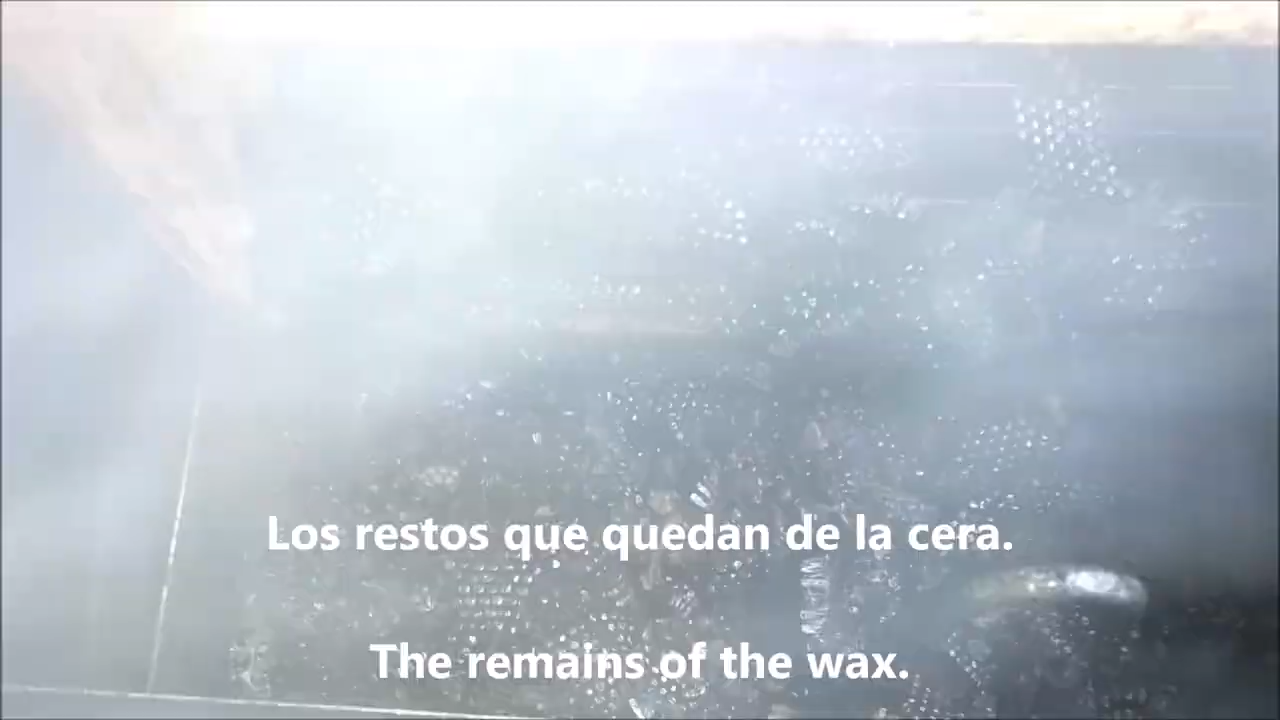 Los restos que quedan de la cera.
The remains of the wax.